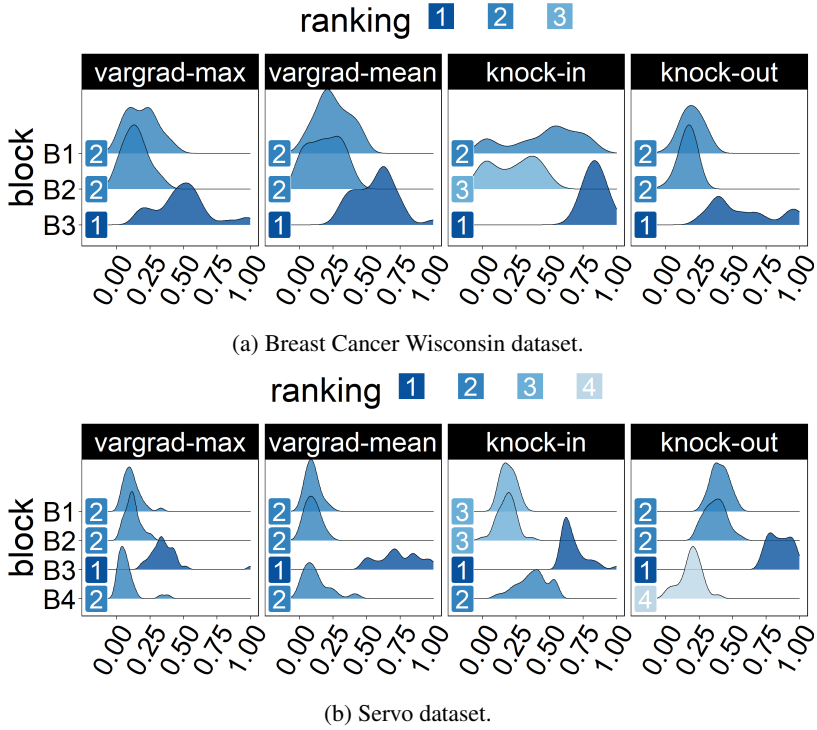 ranking 1 2 3
vargrad-max vargrad-mean knock-in knock-out
block
B1 2 2 2 2
B2 2 2 3 2
B3 1 1 1 1
0.00 0.25 0.50 0.75 1.00 0.00 0.25 0.50 0.75 1.00 0.00 0.25 0.50 0.75 1.00 0.00 0.25 0.50 0.75 1.00
(a) Breast Cancer Wisconsin dataset.
ranking 1 2 3 4
vargrad-max vargrad-mean knock-in knock-out
block
B1 2 2 3 2
B2 2 2 3 2
B3 1 1 1 1
B4 2 2 2 4
0.00 0.25 0.50 0.75 1.00 0.00 0.25 0.50 0.75 1.00 0.00 0.25 0.50 0.75 1.00 0.00 0.25 0.50 0.75 1.00
(b) Servo dataset.